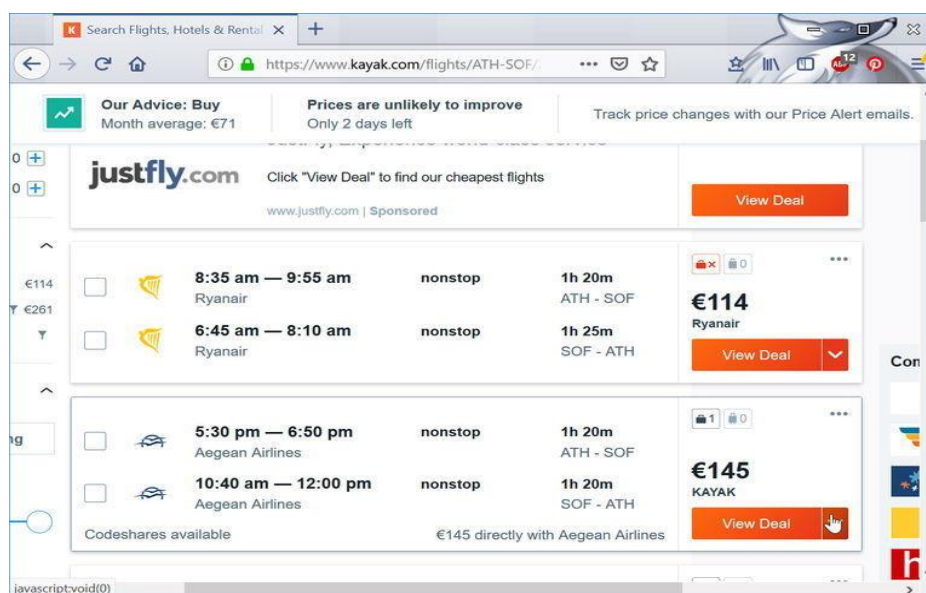 Search Flights, Hotels & Rental
https://www.kayak.com/flights/ATH-SOF/
12
Our Advice: Buy
Month average: €71
Prices are unlikely to improve
Only 2 days left
Track price changes with our Price Alert emails.
0
0
justfly.com
Click "View Deal" to find our cheapest flights
www.justfly.com | Sponsored
View Deal
€114
€261
8:35 am — 9:55 am
nonstop
1h 20m
Ryanair
ATH - SOF
6:45 am — 8:10 am
nonstop
1h 25m
Ryanair
SOF - ATH
0
€114
Ryanair
View Deal
Con
5:30 pm — 6:50 pm
nonstop
1h 20m
Aegean Airlines
ATH - SOF
10:40 am — 12:00 pm
nonstop
1h 20m
Aegean Airlines
SOF - ATH
Codeshares available
€145 directly with Aegean Airlines
1 0
€145
KAYAK
View Deal
h
javascript:void(0)